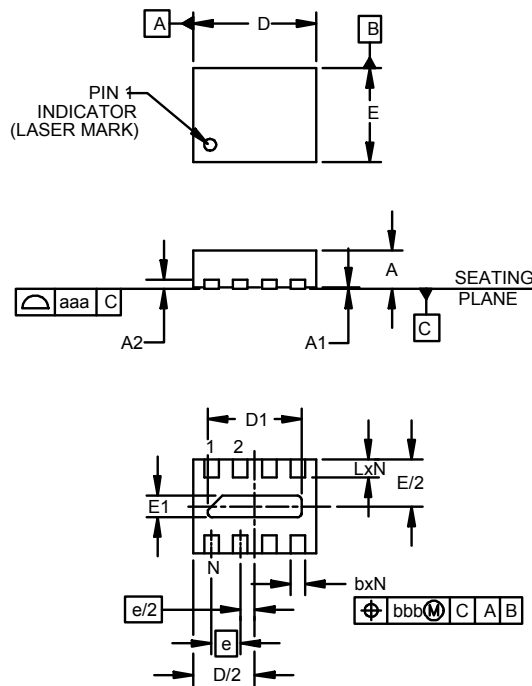 A
D
B
PIN 1
INDICATOR
(LASER MARK)
E
A
SEATING
PLANE
aaa C
A2
A1
C
D1
1 2
LxN
E/2
E1
N
bxN
e/2
bbb M C A B
e
D/2